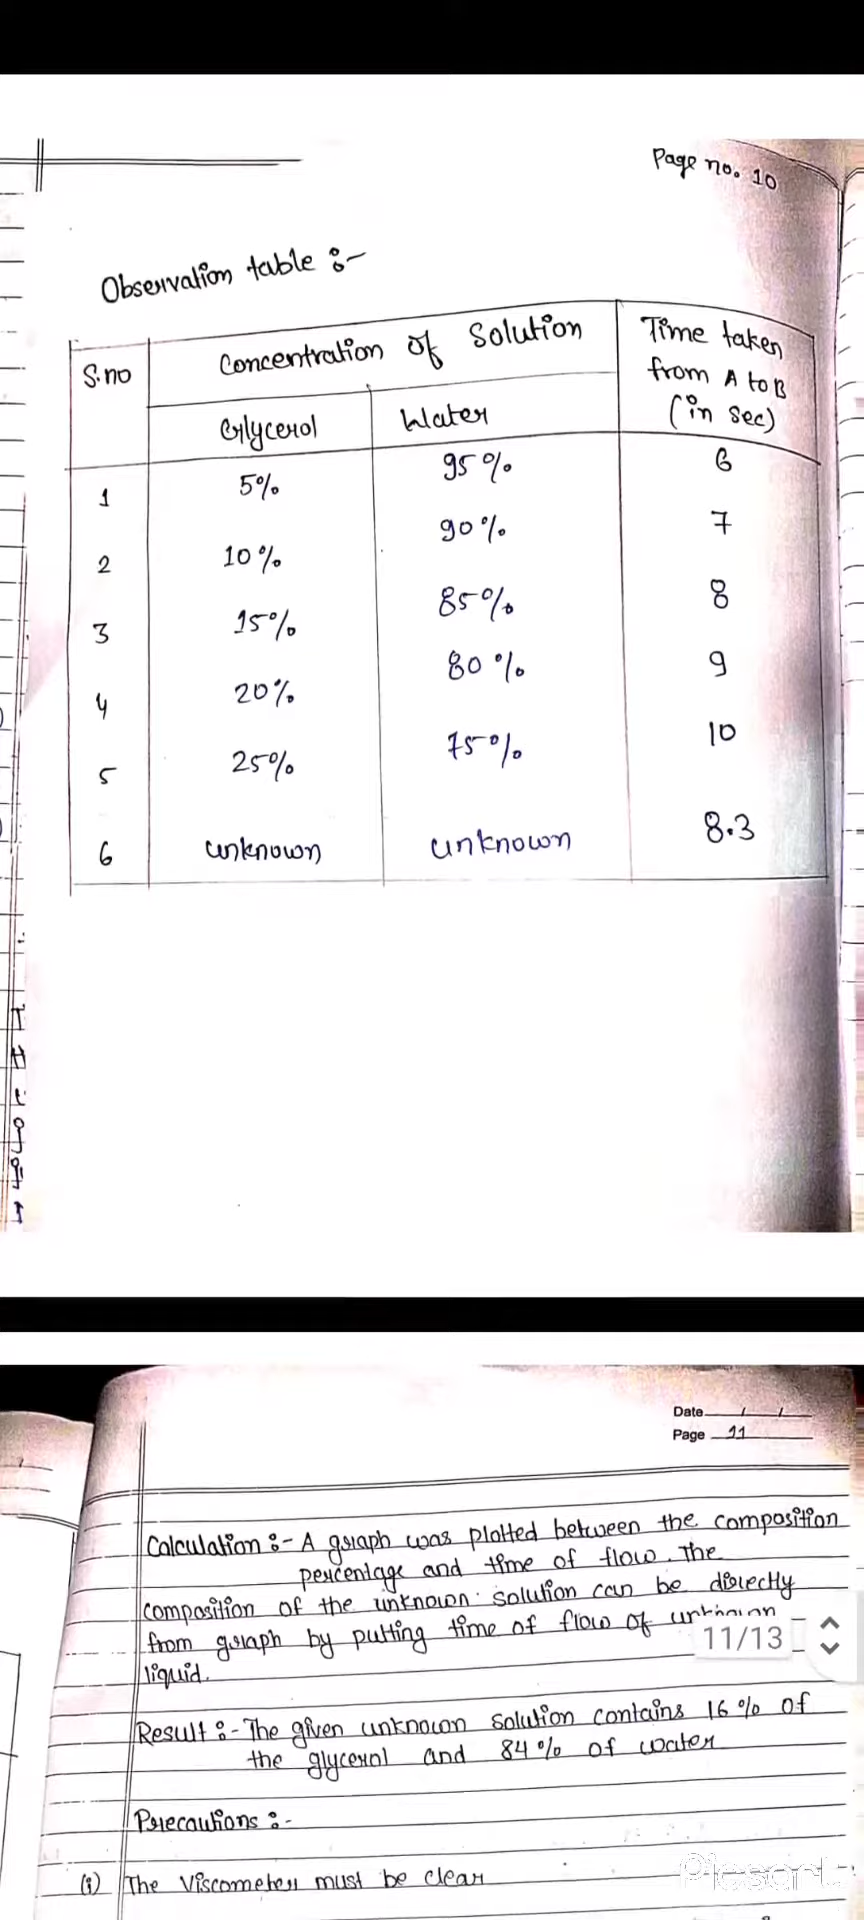 Page no. 10
Observation table :-
S.no Concentration of Solution Time taken
from A to B
(in sec)
Glycerol Water
1 5% 95% 6
2 10% 90% 7
3 15% 85% 8
4 20% 80% 9
5 25% 75% 10
6 unknown unknown 8.3
Date
Page 11
Calculation :- A graph was plotted between the composition
percentage and time of flow. The
composition of the unknown solution can be directly
from graph by putting time of flow of unknown
liquid.
11/13
Result :- The given unknown solution contains 16% of
the glycerol and 84% of water
Precautions :-
(i) The Viscometer must be clear
Picsart